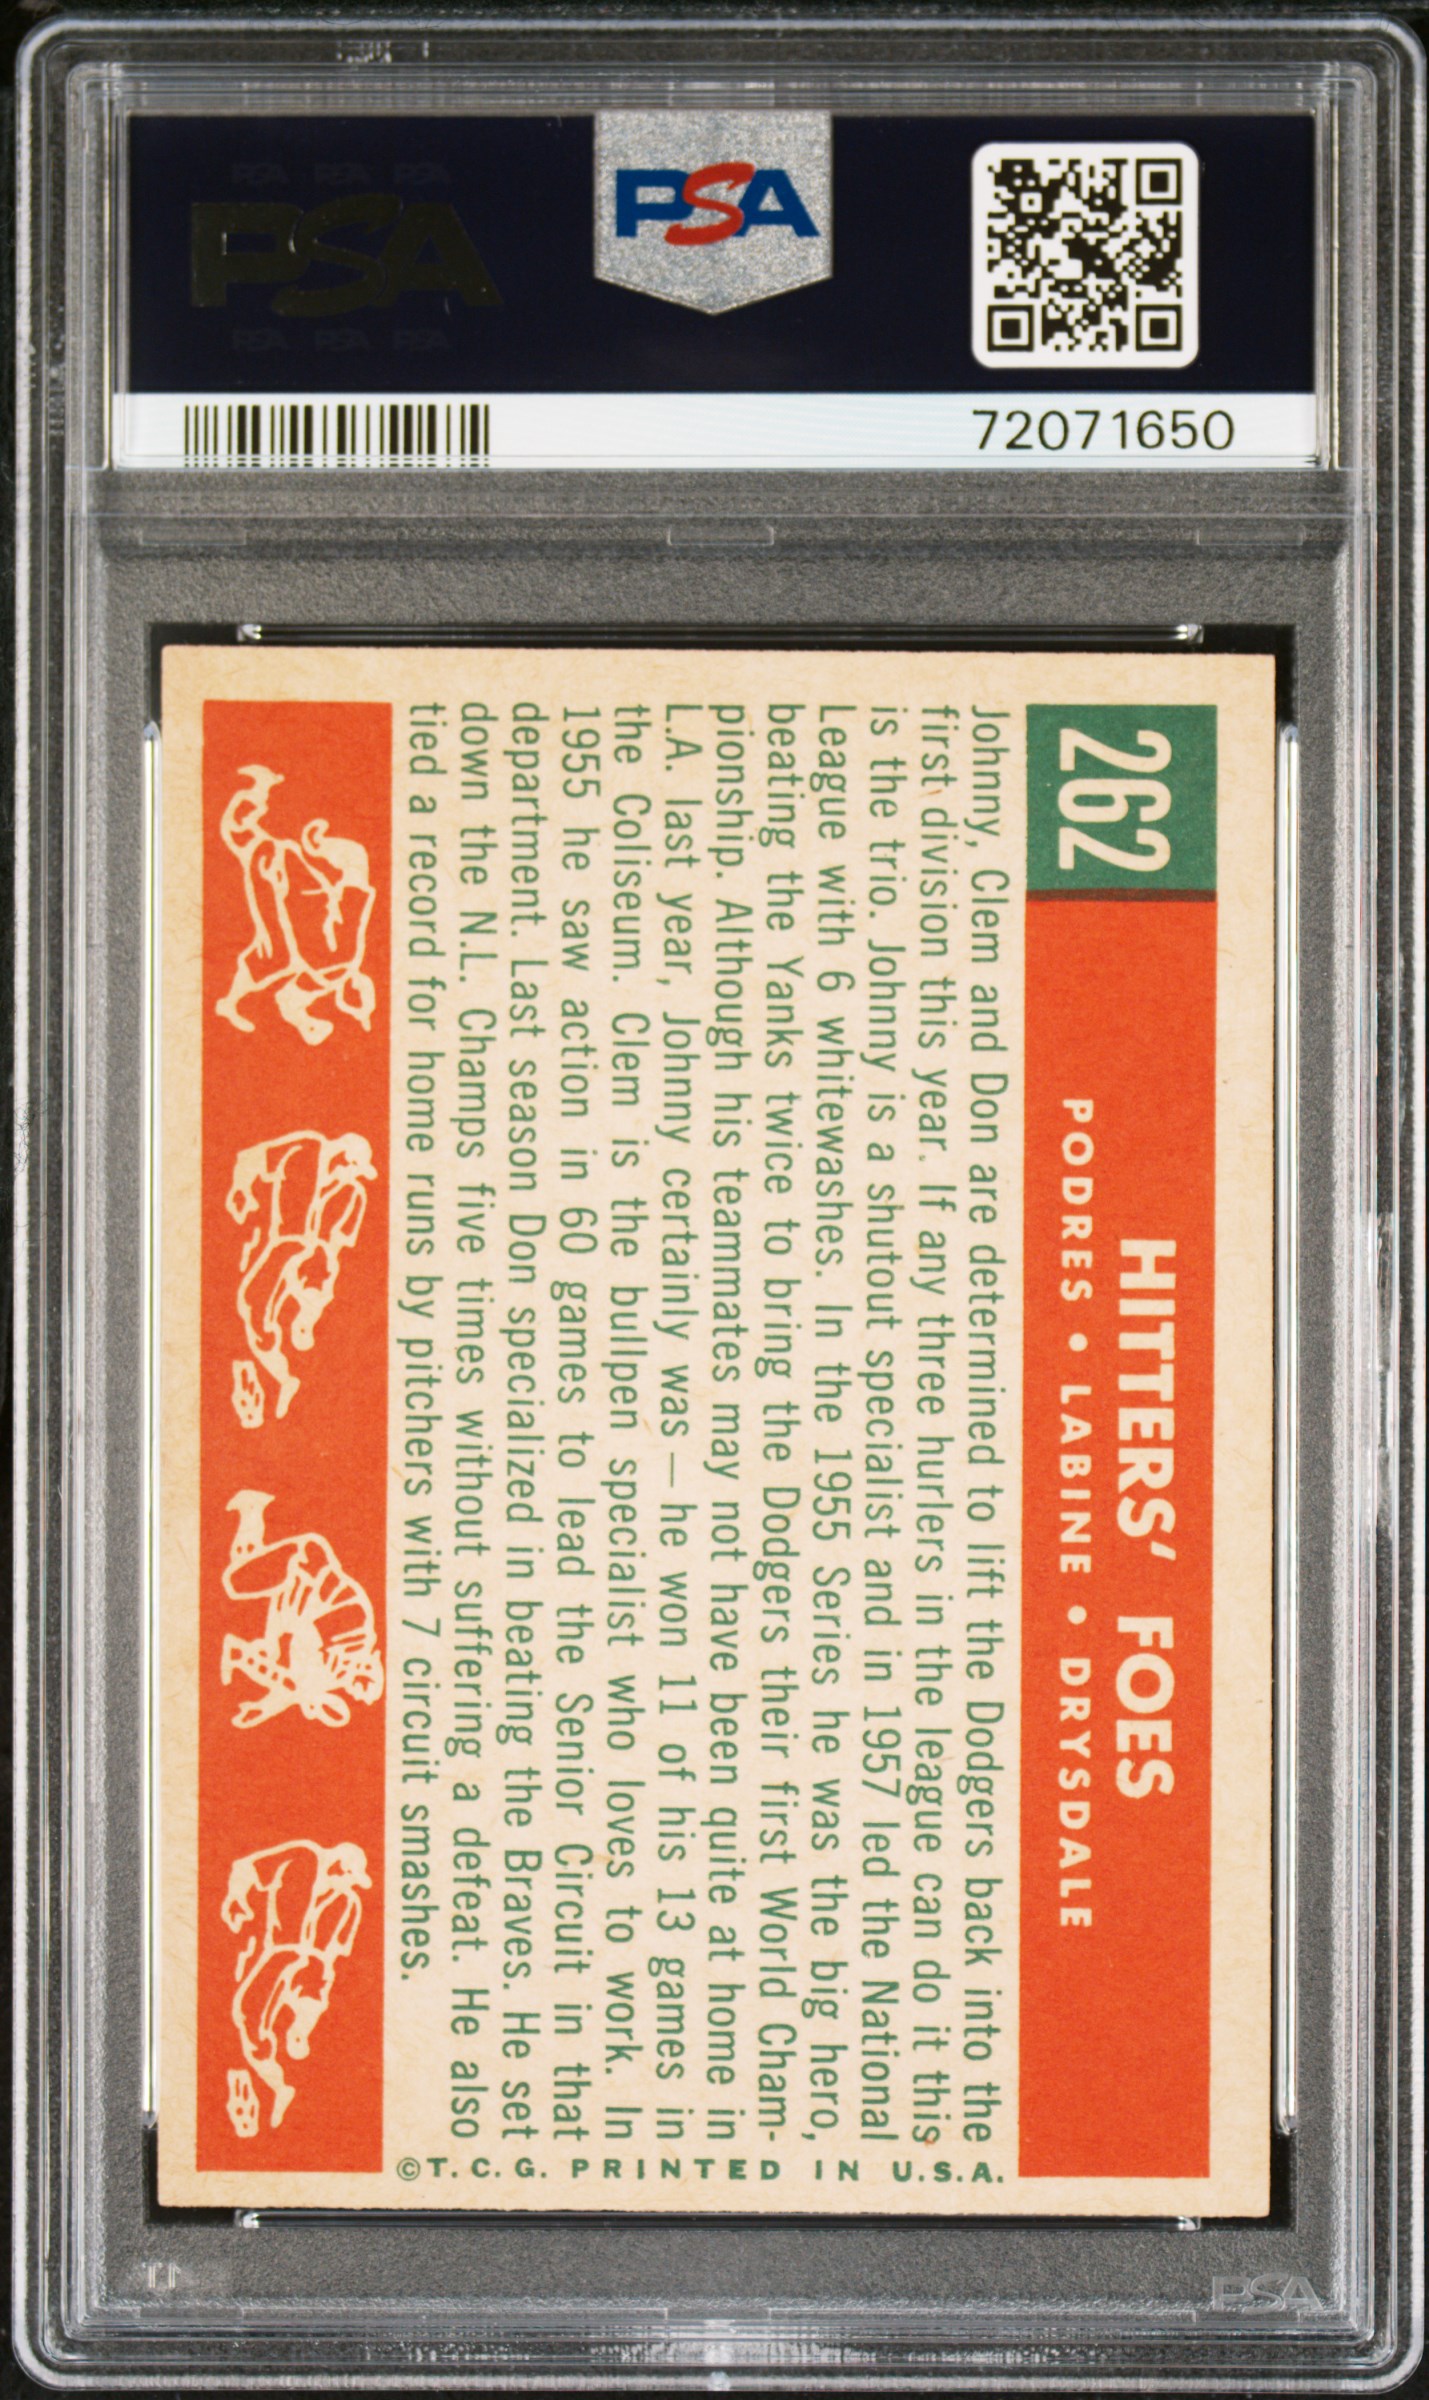 PSA PSA PSA
PSA
PSA PSA PSA
PSA
72071650
262
HITTERS' FOES
PODRES • LABINE • DRYSDALE
Johnny, Clem and Don are determined to lift the Dodgers back into the
first division this year. If any three hurlers in the league can do it this
is the trio. Johnny is a shutout specialist and in 1957 led the National
League with 6 whitewashes. In the 1955 Series he was the big hero,
beating the Yanks twice to bring the Dodgers their first World Cham-
pionship. Although his teammates may not have been quite at home in
L.A. last year, Johnny certainly was — he won 11 of his 13 games in
the Coliseum. Clem is the bullpen specialist who loves to work. In
1955 he saw action in 60 games to lead the Senior Circuit in that
department. Last season Don specialized in beating the Braves. He set
down the N.L. Champs five times without suffering a defeat. He also
tied a record for home runs by pitchers with 7 circuit smashes.
©T.C.G. PRINTED IN U.S.A.
PSA